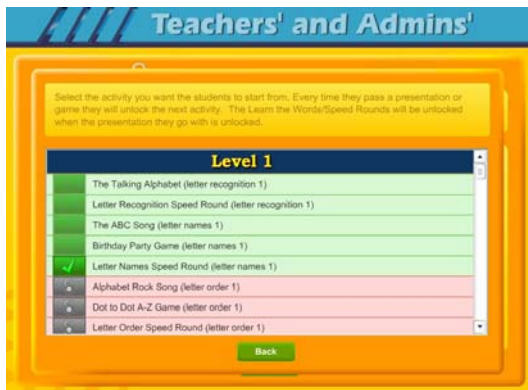 Teachers' and Admins'
Select the activity you want the students to start from. Every time they pass a presentation or
game they will unlock the next activity. The Learn the Words/Speed Rounds will be unlocked
when the presentation they go with is unlocked.
Level 1
The Talking Alphabet (letter recognition 1)
Letter Recognition Speed Round (letter recognition 1)
The ABC Song (letter names 1)
Birthday Party Game (letter names 1)
Letter Names Speed Round (letter names 1)
Alphabet Rock Song (letter order 1)
Dot to Dot A-Z Game (letter order 1)
Letter Order Speed Round (letter order 1)
Back